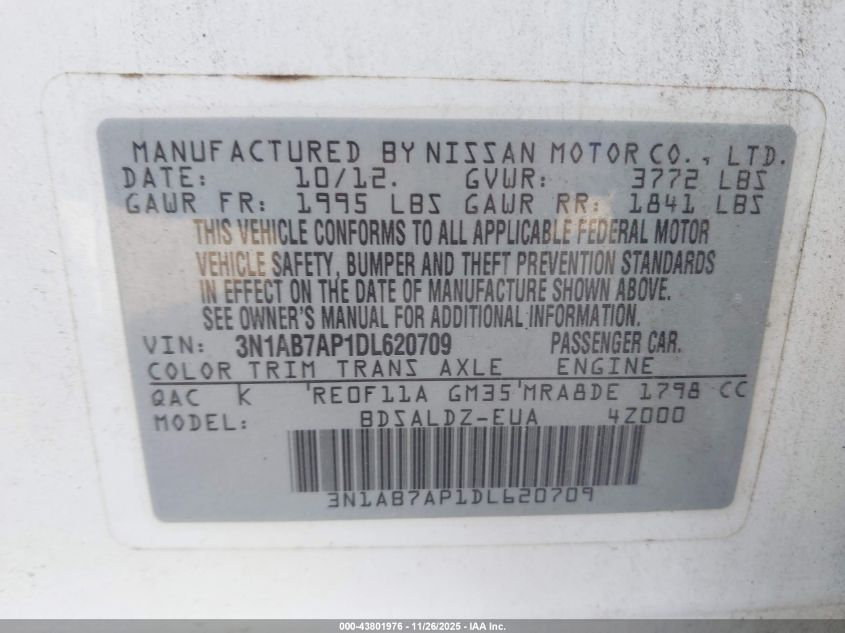 MANUFACTURED BY NISSAN MOTOR CO., LTD.
DATE: 10/12. GVWR: 3772 LBS
GAWR FR: 1995 LBS GAWR RR: 1841 LBS
THIS VEHICLE CONFORMS TO ALL APPLICABLE FEDERAL MOTOR
VEHICLE SAFETY, BUMPER AND THEFT PREVENTION STANDARDS
IN EFFECT ON THE DATE OF MANUFACTURE SHOWN ABOVE.
SEE OWNER'S MANUAL FOR ADDITIONAL INFORMATION.
VIN: 3N1AB7AP1DL620709 PASSENGER CAR.
COLOR TRIM TRANS AXLE ENGINE
QAC K 'RE0F11A GM35'MRA8DE 1798 CC
MODEL: BDSALDZ-EUA 4Z000
3N1AB7AP1DL620709
000-43801976 - 11/26/2025 - IAA Inc.